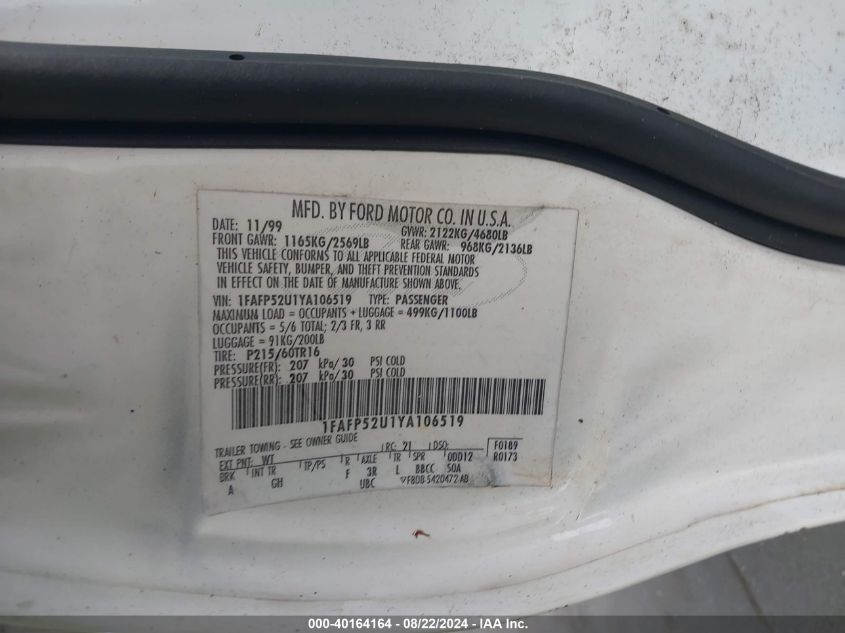 MFD. BY FORD MOTOR CO. IN U.S.A.
DATE: 11/99 GVWR: 2122KG/4680LB
FRONT GAWR: 1165KG/2569LB REAR GAWR: 968KG/2136LB
THIS VEHICLE CONFORMS TO ALL APPLICABLE FEDERAL MOTOR
VEHICLE SAFETY, BUMPER, AND THEFT PREVENTION STANDARDS
IN EFFECT ON THE DATE OF MANUFACTURE SHOWN ABOVE.
VIN: 1FAFP52U1YA106519 TYPE: PASSENGER
MAXIMUM LOAD = OCCUPANTS + LUGGAGE = 499KG/1100LB
OCCUPANTS = 5/6 TOTAL; 2/3 FR, 3 RR
LUGGAGE = 91KG/200LB
TIRE: P215/60TR16
PRESSURE(FR): 207 kPa/30 PSI COLD
PRESSURE(RR): 207 kPa/30 PSI COLD
1FAFP52U1YA106519
TRAILER TOWING - SEE OWNER GUIDE
EXT PNT: WT RC: 21 DSO: F0189
BRK INT TR TP/PS R AXLE TR SPR 00D12 R0173
A GH F 3R L BBCC 50A
UBC F8DB-5420472-AB
000-40164164 - 08/22/2024 - IAA Inc.